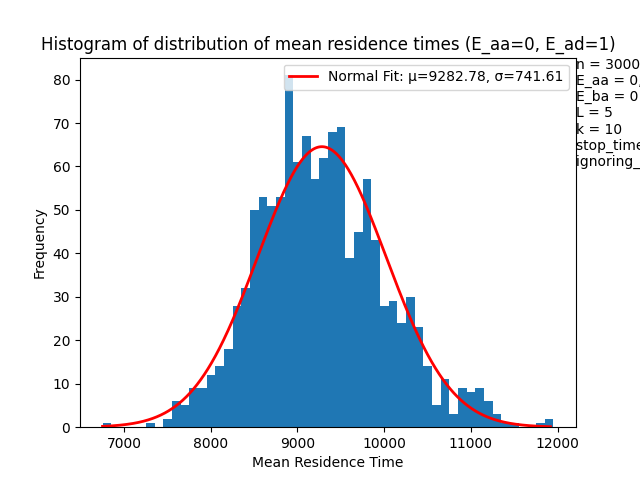 Histogram of distribution of mean residence times (E_aa=0, E_ad=1)
Normal Fit: μ=9282.78, σ=741.61
n = 3000
E_aa = 0,
E_ba = 0
L = 5
k = 10
stop_time
ignoring_
Frequency
80
70
60
50
40
30
20
10
0
7000 8000 9000 10000 11000 12000
Mean Residence Time